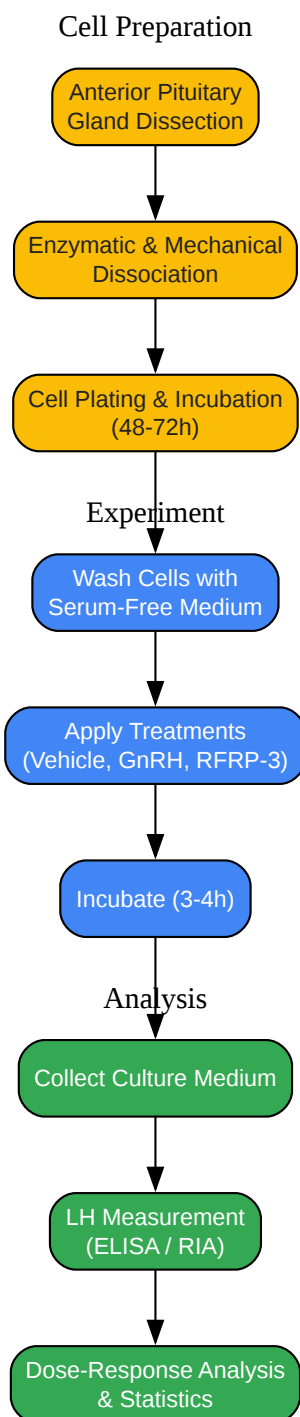 Cell Preparation
Anterior Pituitary
Gland Dissection
Enzymatic & Mechanical
Dissociation
Cell Plating & Incubation
(48-72h)
Experiment
Wash Cells with
Serum-Free Medium
Apply Treatments
(Vehicle, GnRH, RFRP-3)
Incubate (3-4h)
Analysis
Collect Culture Medium
LH Measurement
(ELISA / RIA)
Dose-Response Analysis
& Statistics